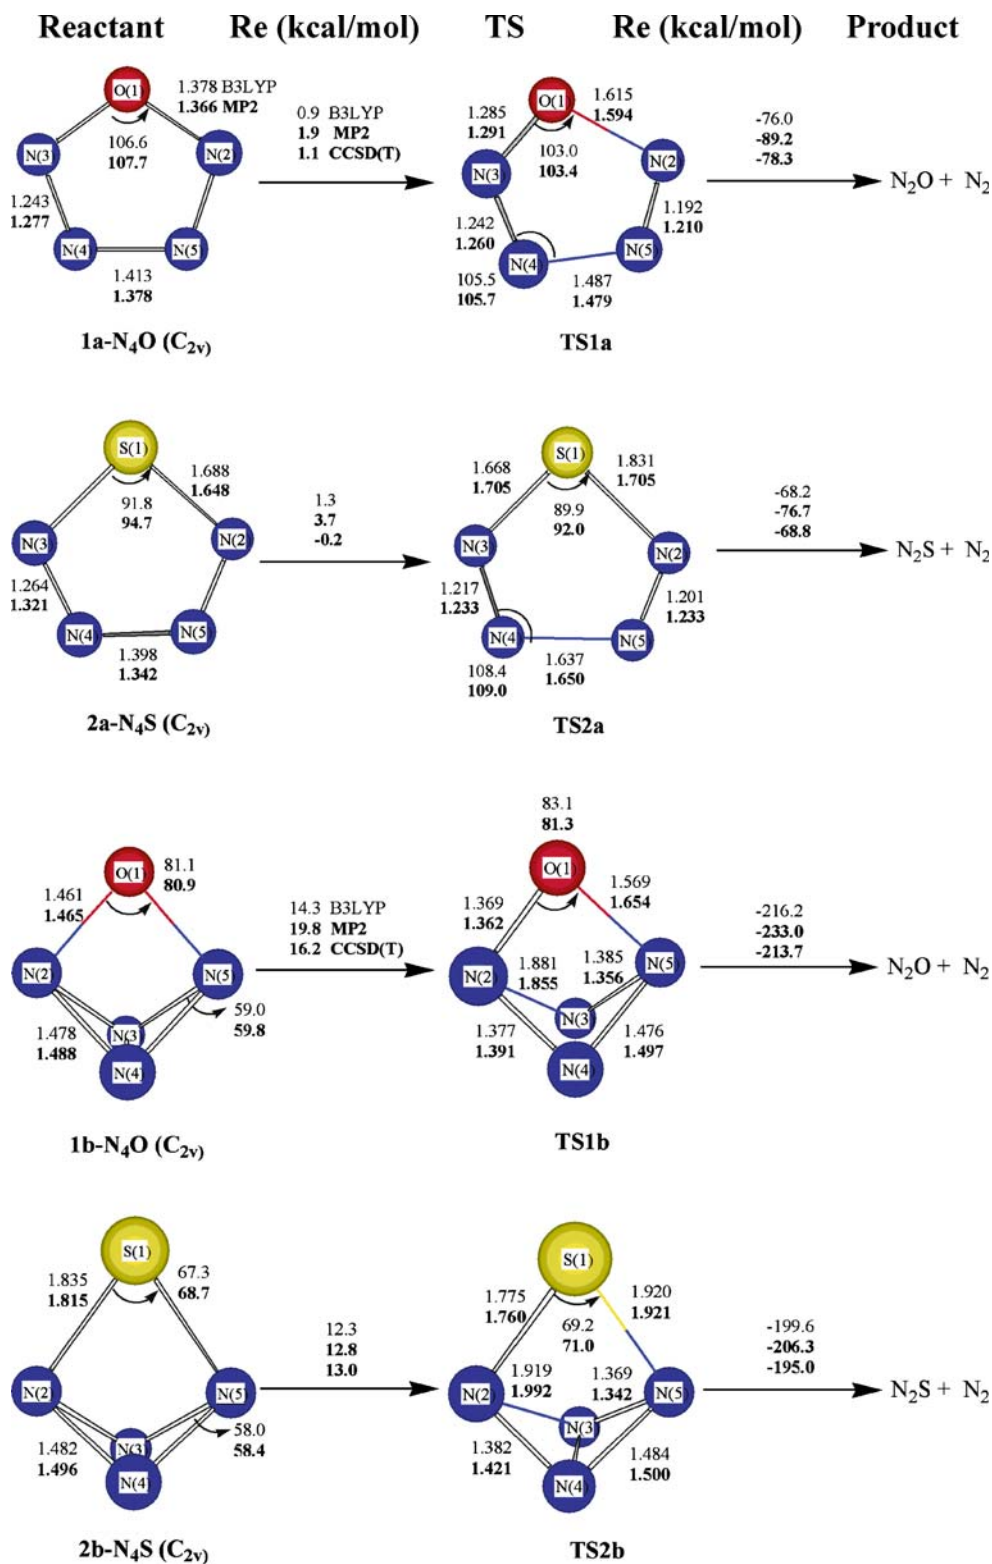 Reactant Re (kcal/mol) TS Re (kcal/mol) Product
O(1)
1.378 B3LYP
1.366 MP2
106.6
107.7
N(3)
N(2)
1.243
1.277
N(4)
N(5)
1.413
1.378
1a-N₄O (C₂ᵥ)
0.9 B3LYP
1.9 MP2
1.1 CCSD(T)
1.285
1.291
O(1)
1.615
1.594
103.0
103.4
N(3)
N(2)
1.242
1.260
1.192
1.210
N(4)
N(5)
105.5
105.7
1.487
1.479
TS1a
-76.0
-89.2
-78.3
N₂O + N₂
S(1)
1.688
1.648
91.8
94.7
N(3)
N(2)
1.264
1.321
N(4)
N(5)
1.398
1.342
2a-N₄S (C₂ᵥ)
1.3
3.7
-0.2
S(1)
1.668
1.705
1.831
1.705
89.9
92.0
N(3)
N(2)
1.217
1.233
1.201
1.233
N(4)
N(5)
108.4
109.0
1.637
1.650
TS2a
-68.2
-76.7
-68.8
N₂S + N₂
O(1)
81.1
80.9
1.461
1.465
N(2)
N(5)
59.0
59.8
1.478
1.488
N(3)
N(4)
1b-N₄O (C₂ᵥ)
14.3 B3LYP
19.8 MP2
16.2 CCSD(T)
83.1
81.3
O(1)
1.369
1.362
1.569
1.654
N(2)
1.881
1.855
1.385
1.356
N(5)
N(3)
1.377
1.391
1.476
1.497
N(4)
TS1b
-216.2
-233.0
-213.7
N₂O + N₂
S(1)
1.835
1.815
67.3
68.7
N(2)
N(5)
58.0
58.4
1.482
1.496
N(3)
N(4)
2b-N₄S (C₂ᵥ)
12.3
12.8
13.0
S(1)
1.775
1.760
1.920
1.921
69.2
71.0
N(2)
1.919
1.992
1.369
1.342
N(5)
N(3)
1.382
1.421
1.484
1.500
N(4)
TS2b
-199.6
-206.3
-195.0
N₂S + N₂